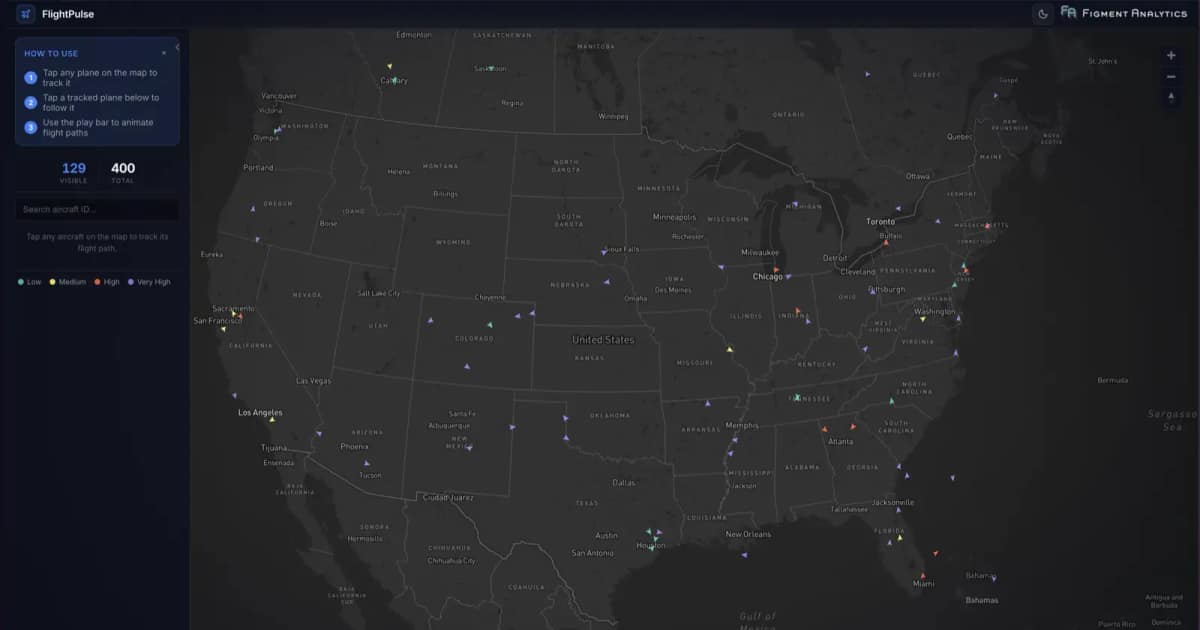 FlightPulse
FIGMENT ANALYTICS
HOW TO USE
×
1 Tap any plane on the map to
track it
2 Tap a tracked plane below to
follow it
3 Use the play bar to animate
flight paths
129 400
VISIBLE TOTAL
Search aircraft ID...
Tap any aircraft on the map to track its
flight path.
Low Medium High Very High
Edmonton
SASKATCHEWAN
MANITOBA
Calgary
Saskatoon
QUEBEC
St. John's
Gaspé
Vancouver
Victoria
Regina
Winnipeg
ONTARIO
NEW
BRUNSWICK
NOVA
SCOTIA
WASHINGTON
Olympia
Quebec
MAINE
Portland
Helena
MONTANA
NORTH
DAKOTA
Ottawa
Billings
MINNESOTA
VERMONT
OREGON
IDAHO
Boise
SOUTH
DAKOTA
Minneapolis
WISCONSIN
MICHIGAN
Toronto
MASSACHUSETTS
Rochester
Buffalo
CONNECTICUT
Eureka
WYOMING
Sioux Falls
Milwaukee
Detroit
Chicago
Cleveland
PENNSYLVANIA
NEW
JERSEY
NEVADA
Salt Lake City
Cheyenne
NEBRASKA
IOWA
Des Moines
Omaha
OHIO
Pittsburgh
MARYLAND
Sacramento
San Francisco
UTAH
COLORADO
United States
KANSAS
ILLINOIS
INDIANA
Washington
WEST
VIRGINIA
VIRGINIA
CALIFORNIA
MISSOURI
KENTUCKY
Las Vegas
Bermuda
NORTH
CAROLINA
TENNESSEE
Los Angeles
Santa Fe
Albuquerque
OKLAHOMA
Sargasso
Sea
ARIZONA
Phoenix
NEW
MEXICO
ARKANSAS
Memphis
SOUTH
CAROLINA
Atlanta
Tijuana
Ensenada
Tucson
ALABAMA
GEORGIA
MISSISSIPPI
Jackson
BAJA
CALIFORNIA
Ciudad Juárez
Dallas
TEXAS
Jacksonville
Tallahassee
LOUISIANA
SONORA
Hermosillo
Austin
San Antonio
Houston
New Orleans
FLORIDA
CHIHUAHUA
Chihuahua City
COAHUILA
Miami
Bahamas
Bahamas
BAJA
CALIFORNIA
SUR
Gulf of
Mexico
Antigua and
Barbuda
Puerto Rico
Dominica